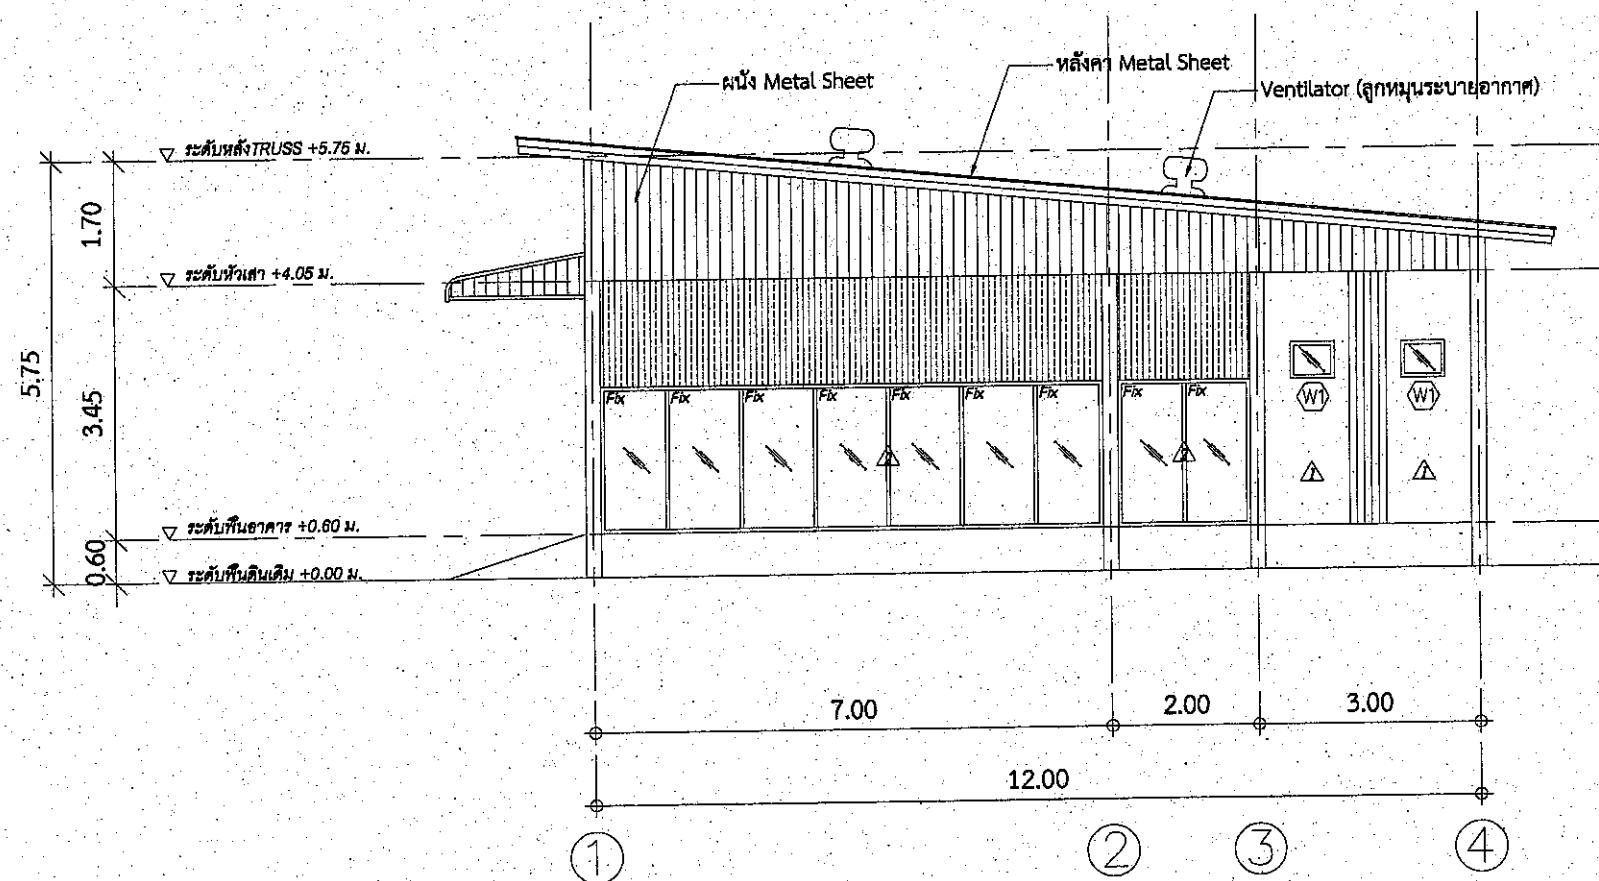 ผนัง Metal Sheet
หลังคา Metal Sheet
Ventilator (ลูกหมุนระบายอากาศ)
ระดับหลังTRUSS +5.75 ม.
1.70
ระดับหัวเสา +4.05 ม.
5.75
3.45
Fix Fix Fix Fix Fix Fix Fix Fix Fix
W1 W1
2 2 1 1
ระดับพื้นอาคาร +0.60 ม.
0.60
ระดับพื้นดินเดิม +0.00 ม.
7.00 2.00 3.00
12.00
1 2 3 4